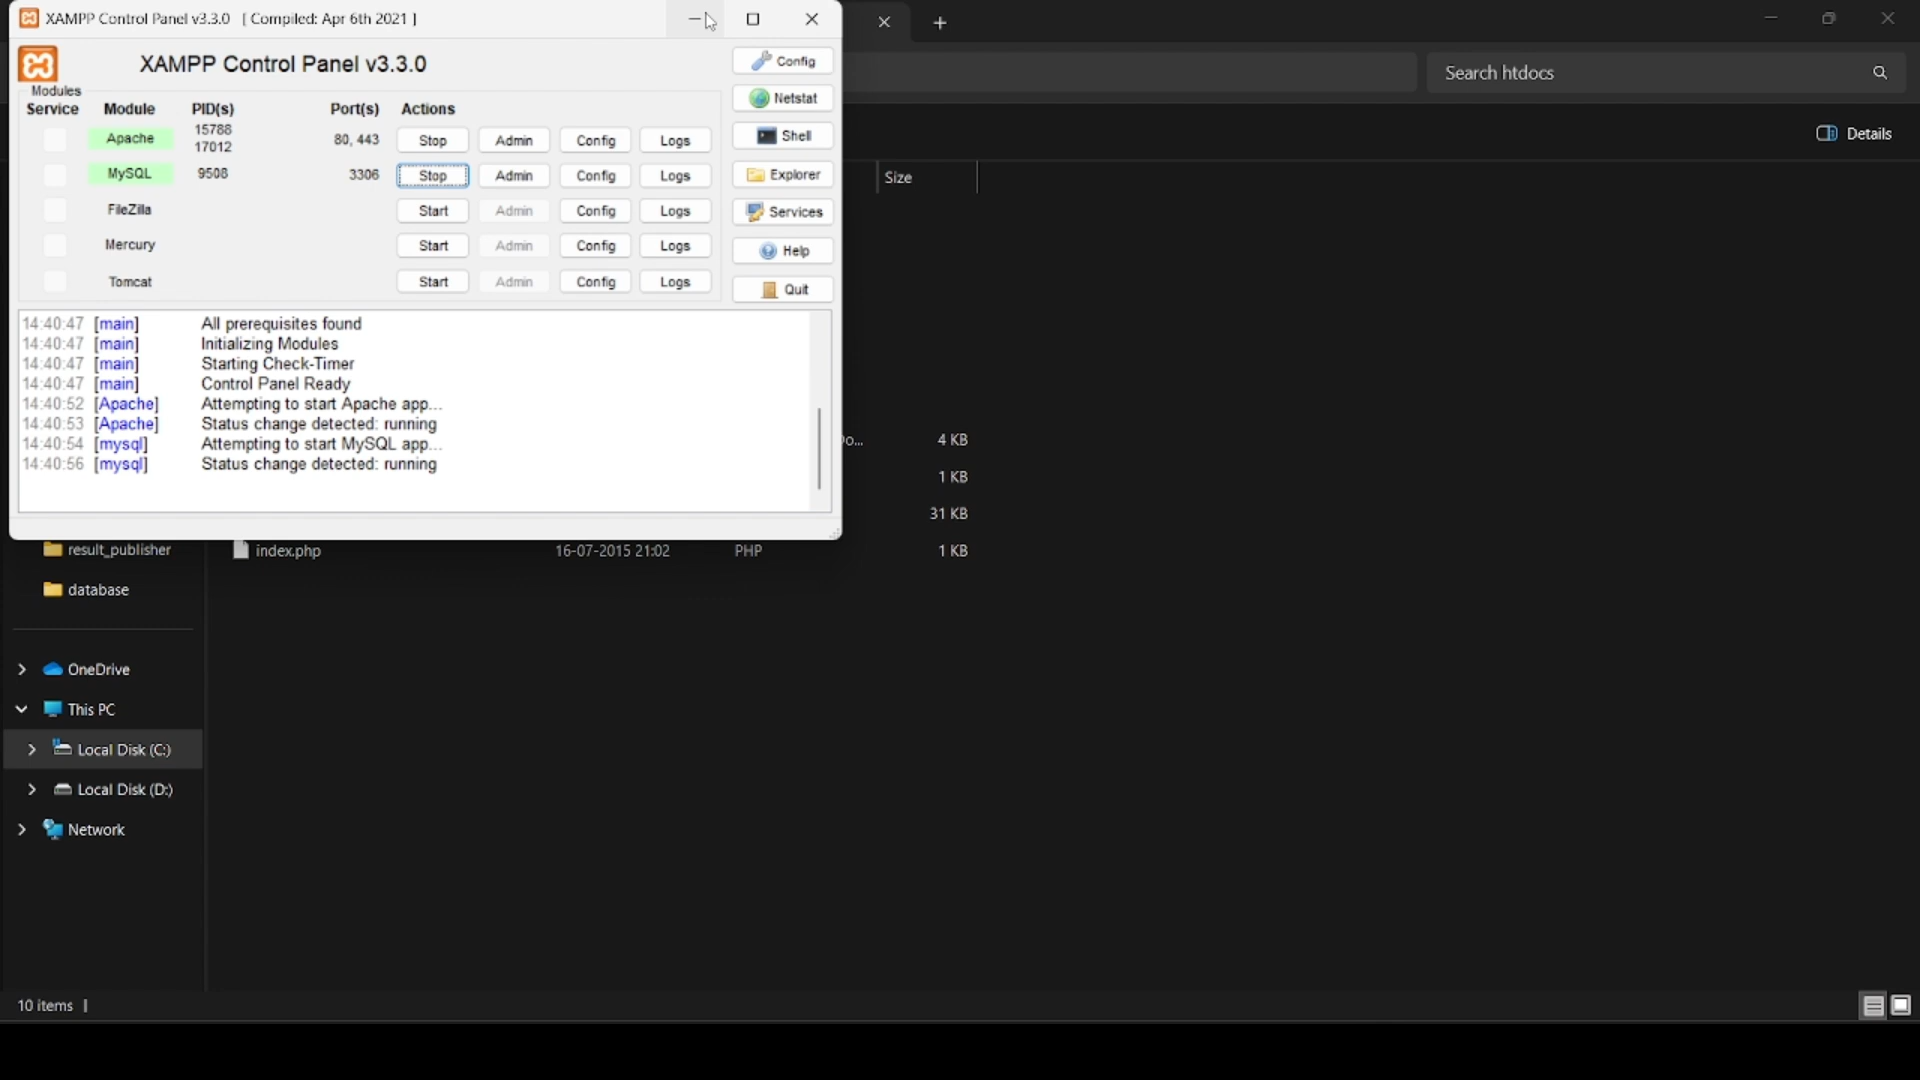 XAMPP Control Panel v3.3.0 [ Compiled: Apr 6th 2021 ]
XAMPP Control Panel v3.3.0
Config
Modules
Service Module PID(s) Port(s) Actions
Netstat
Apache 15788 17012 80, 443 Stop Admin Config Logs
Shell
MySQL 9508 3306 Stop Admin Config Logs
Explorer
FileZilla Start Admin Config Logs
Services
Mercury Start Admin Config Logs
Help
Tomcat Start Admin Config Logs
Quit
14:40:47 [main] All prerequisites found
14:40:47 [main] Initializing Modules
14:40:47 [main] Starting Check-Timer
14:40:47 [main] Control Panel Ready
14:40:52 [Apache] Attempting to start Apache app...
14:40:53 [Apache] Status change detected: running
14:40:54 [mysql] Attempting to start MySQL app...
14:40:56 [mysql] Status change detected: running
Search htdocs
Details
Size
4 KB
1 KB
31 KB
result_publisher
index.php 16-07-2015 21:02 PHP 1 KB
database
OneDrive
This PC
Local Disk (C:)
Local Disk (D:)
Network
10 items